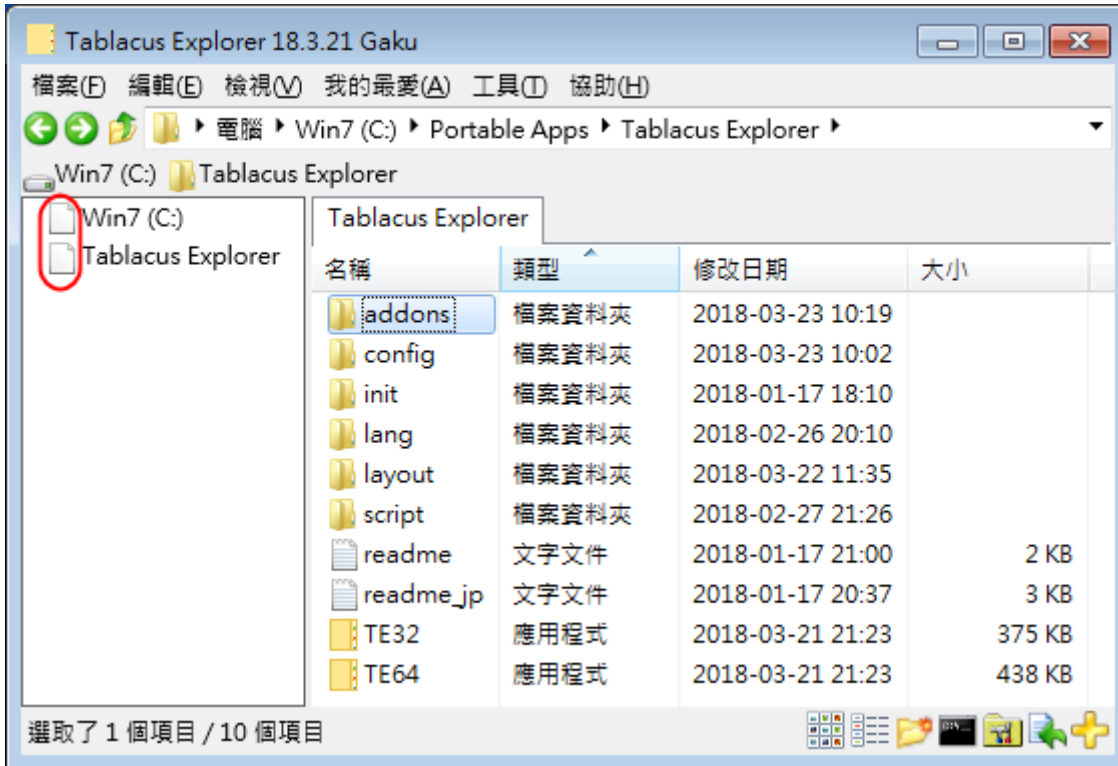 Tablacus Explorer 18.3.21 Gaku
檔案(F) 編輯(E) 檢視(V) 我的最愛(A) 工具(T) 協助(H)
電腦 Win7 (C:) Portable Apps Tablacus Explorer
Win7 (C:) Tablacus Explorer
Win7 (C:)
Tablacus Explorer
Tablacus Explorer
名稱 類型 修改日期 大小
addons 檔案資料夾 2018-03-23 10:19
config 檔案資料夾 2018-03-23 10:02
init 檔案資料夾 2018-01-17 18:10
lang 檔案資料夾 2018-02-26 20:10
layout 檔案資料夾 2018-03-22 11:35
script 檔案資料夾 2018-02-27 21:26
readme 文字文件 2018-01-17 21:00 2 KB
readme_jp 文字文件 2018-01-17 20:37 3 KB
TE32 應用程式 2018-03-21 21:23 375 KB
TE64 應用程式 2018-03-21 21:23 438 KB
選取了 1 個項目 / 10 個項目